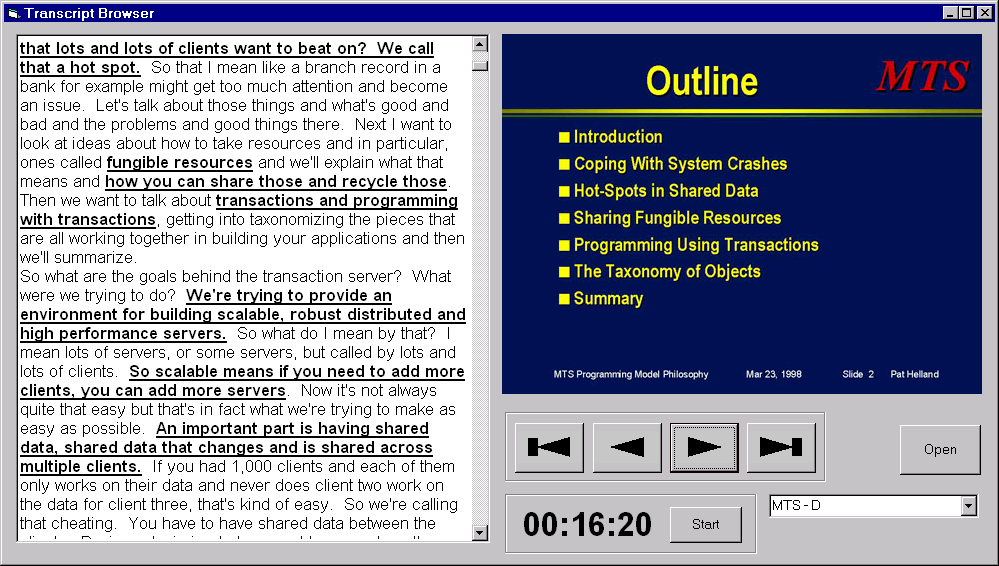 Transcript Browser
that lots and lots of clients want to beat on?  We call
that a hot spot.  So that I mean like a branch record in a
bank for example might get too much attention and become
an issue.  Let's talk about those things and what's good and
bad and the problems and good things there.  Next I want to
look at ideas about how to take resources and in particular,
ones called fungible resources and we'll explain what that
means and how you can share those and recycle those.
Then we want to talk about transactions and programming
with transactions, getting into taxonomizing the pieces that
are all working together in building your applications and then
we'll summarize.
So what are the goals behind the transaction server?  What
were we trying to do?  We're trying to provide an
environment for building scalable, robust distributed and
high performance servers.  So what do I mean by that?  I
mean lots of servers, or some servers, but called by lots and
lots of clients.  So scalable means if you need to add more
clients, you can add more servers.  Now it's not always
quite that easy but that's in fact what we're trying to make as
easy as possible.  An important part is having shared
data, shared data that changes and is shared across
multiple clients.  If you had 1,000 clients and each of them
only works on their data and never does client two work on
the data for client three, that's kind of easy.  So we're calling
that cheating.  You have to have shared data between the
Outline
MTS
Introduction
Coping With System Crashes
Hot-Spots in Shared Data
Sharing Fungible Resources
Programming Using Transactions
The Taxonomy of Objects
Summary
MTS Programming Model Philosophy Mar 23, 1998 Slide 2 Pat Helland
Open
00:16:20 Start
MTS - D